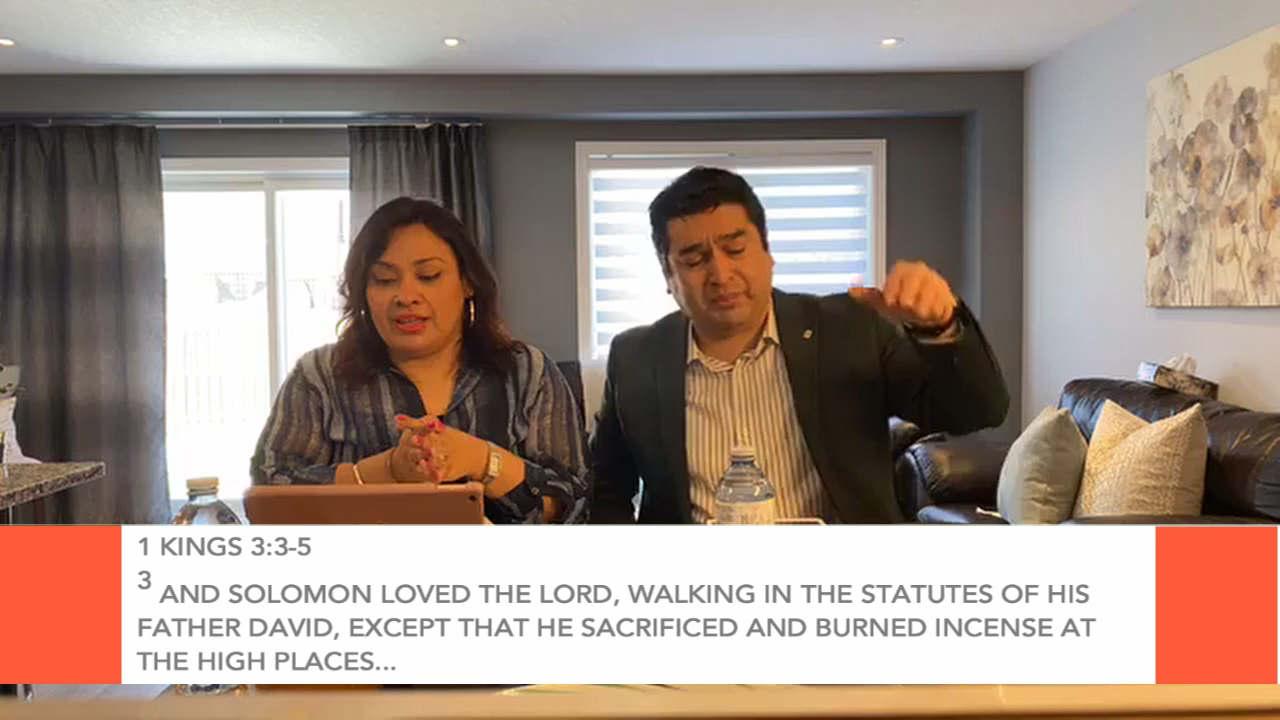 1 KINGS 3:3-5
3 AND SOLOMON LOVED THE LORD, WALKING IN THE STATUTES OF HIS
FATHER DAVID, EXCEPT THAT HE SACRIFICED AND BURNED INCENSE AT
THE HIGH PLACES...